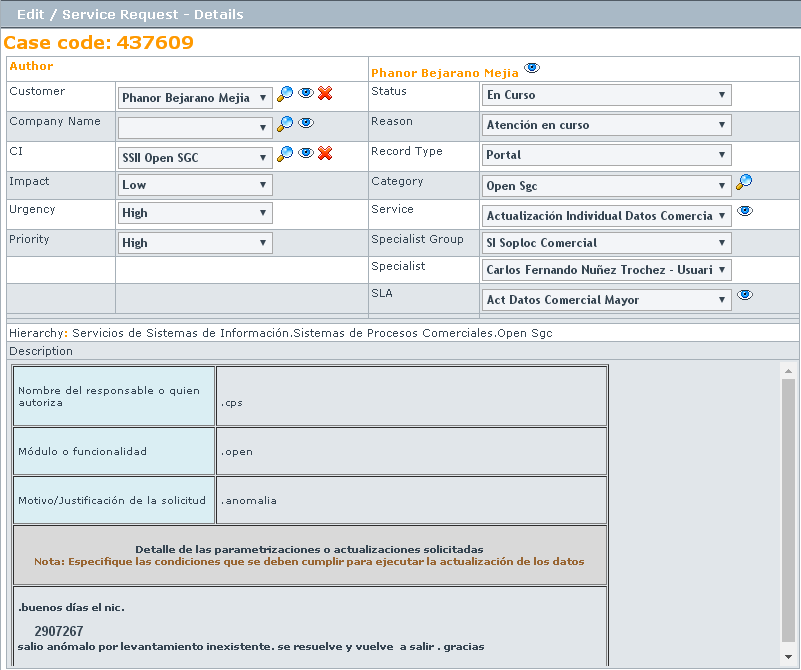 Edit / Service Request - Details
Case code: 437609
Author
Phanor Bejarano Mejia
Customer
Phanor Bejarano Mejia
Status
En Curso
Company Name
Reason
Atención en curso
CI
SSII Open SGC
Record Type
Portal
Impact
Low
Category
Open Sgc
Urgency
High
Service
Actualización Individual Datos Comercia
Priority
High
Specialist Group
SI Soploc Comercial
Specialist
Carlos Fernando Nuñez Trochez - Usuari
SLA
Act Datos Comercial Mayor
Hierarchy: Servicios de Sistemas de Información.Sistemas de Procesos Comerciales.Open Sgc
Description
Nombre del responsable o quien
autoriza
.cps
Módulo o funcionalidad
.open
Motivo/Justificación de la solicitud
.anomalia
Detalle de las parametrizaciones o actualizaciones solicitadas
Nota: Especifique las condiciones que se deben cumplir para ejecutar la actualización de los datos
.buenos días el nic.
2907267
salio anómalo por levantamiento inexistente. se resuelve y vuelve a salir . gracias